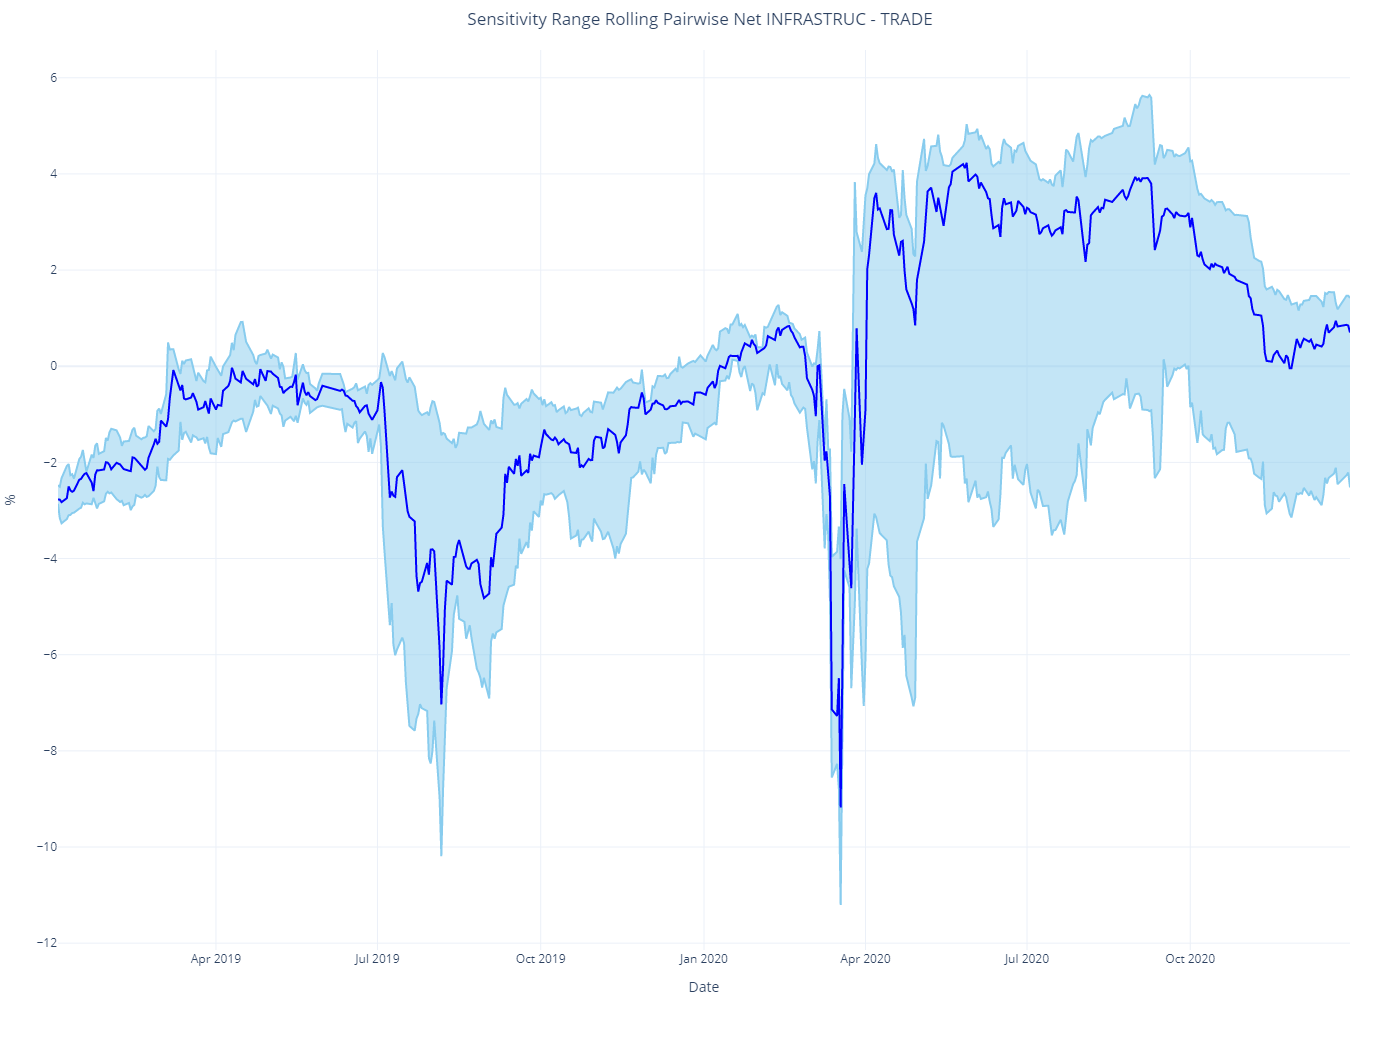 Sensitivity Range Rolling Pairwise Net INFRASTRUC - TRADE
6
4
2
0
−2
−4
−6
−8
−10
−12
%
Apr 2019
Jul 2019
Oct 2019
Jan 2020
Apr 2020
Jul 2020
Oct 2020
Date